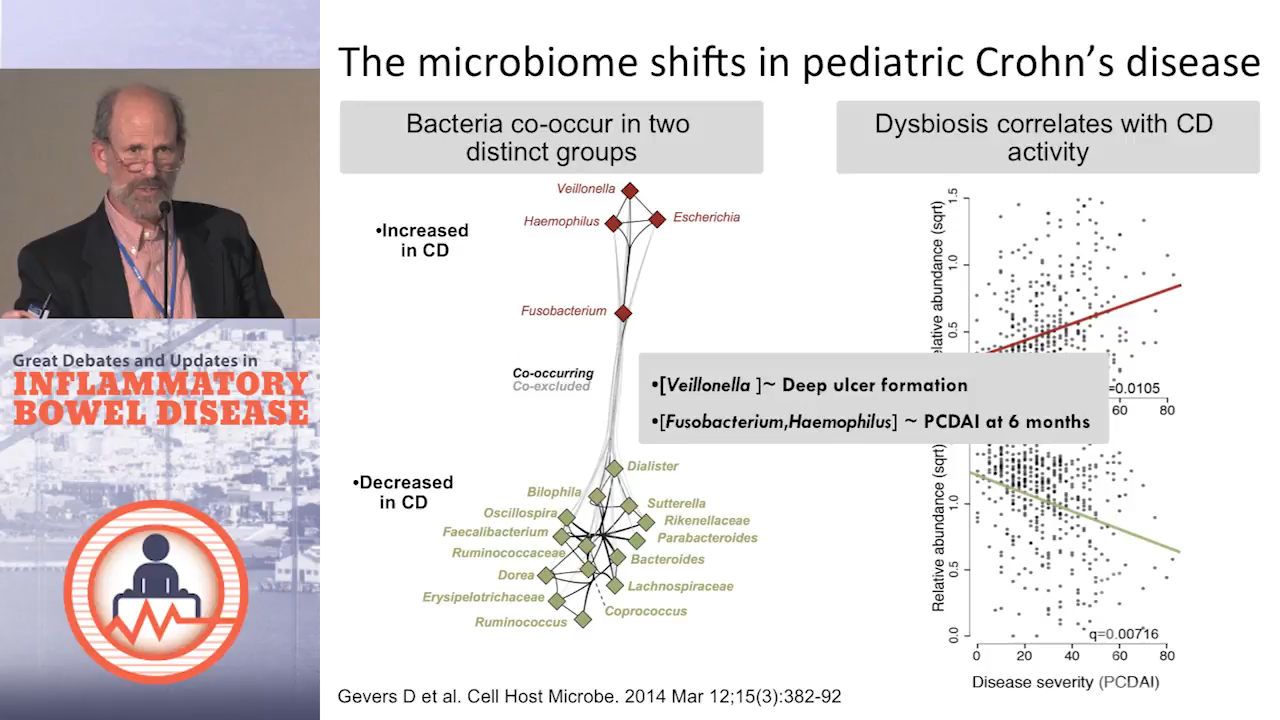 The microbiome shifts in pediatric Crohn's disease
Bacteria co-occur in two
distinct groups
Dysbiosis correlates with CD
activity
Veillonella
Haemophilus
Escherichia
•Increased
in CD
Fusobacterium
Co-occurring
Co-excluded
•[Veillonella ]~ Deep ulcer formation
•[Fusobacterium,Haemophilus] ~ PCDAI at 6 months
•Decreased
in CD
Dialister
Bilophila
Sutterella
Oscillospira
Rikenellaceae
Faecalibacterium
Parabacteroides
Ruminococcaceae
Bacteroides
Dorea
Lachnospiraceae
Erysipelotrichaceae
Coprococcus
Ruminococcus
1.5
1.0
0.5
abundance (sqrt)
=0.0105
60 80
Relative abundance (sqrt)
1.0
0.5
0.0
q=0.00716
0 20 40 60 80
Disease severity (PCDAI)
Gevers D et al. Cell Host Microbe. 2014 Mar 12;15(3):382-92
Great Debates and Updates in
INFLAMMATORY
BOWEL DISEASE